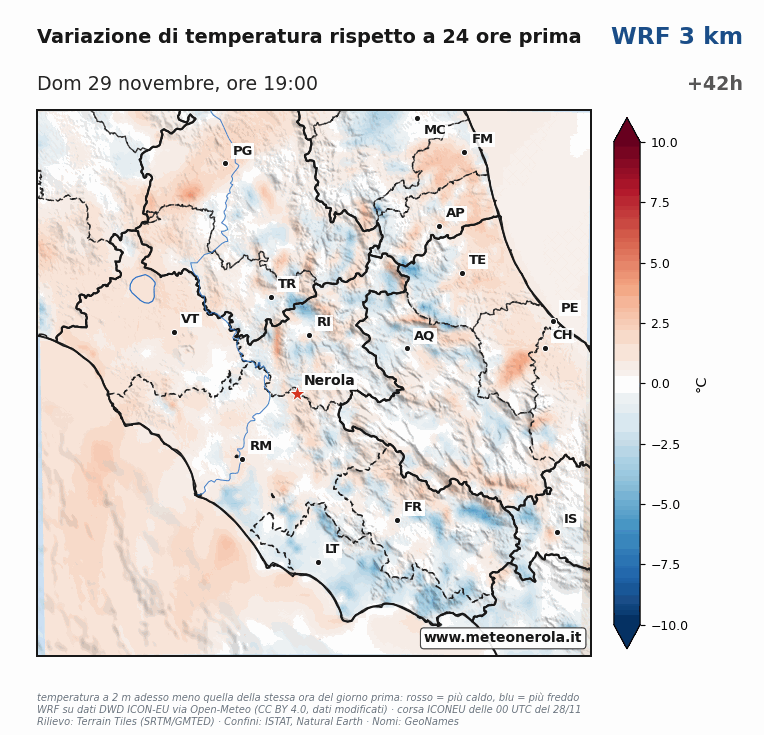 Variazione di temperatura rispetto a 24 ore prima
WRF 3 km
Dom 29 novembre, ore 19:00
+42h
MC
FM
PG
AP
TE
TR
PE
VT
RI
AQ
CH
Nerola
RM
FR
IS
LT
www.meteonerola.it
10.0
7.5
5.0
2.5
0.0
−2.5
−5.0
−7.5
−10.0
°C
temperatura a 2 m adesso meno quella della stessa ora del giorno prima: rosso = più caldo, blu = più freddo
WRF su dati DWD ICON-EU via Open-Meteo (CC BY 4.0, dati modificati) · corsa ICONEU delle 00 UTC del 28/11
Rilievo: Terrain Tiles (SRTM/GMTED) · Confini: ISTAT, Natural Earth · Nomi: GeoNames